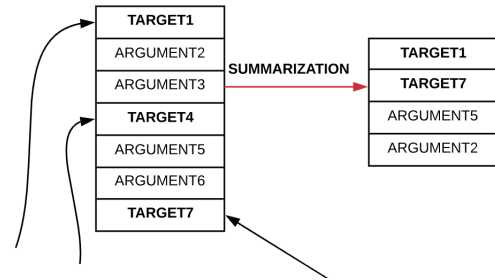 TARGET1
ARGUMENT2
ARGUMENT3
TARGET4
ARGUMENT5
ARGUMENT6
TARGET7
SUMMARIZATION
TARGET1
TARGET7
ARGUMENT5
ARGUMENT2